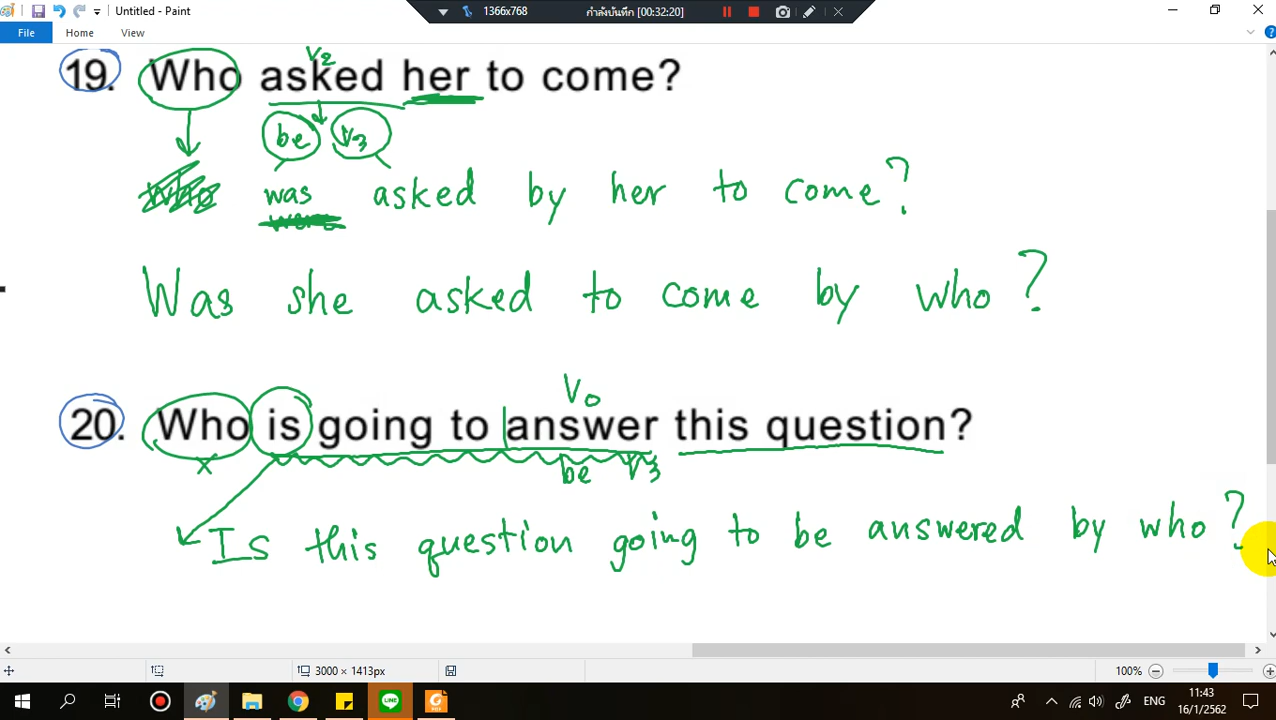 Untitled - Paint
1366x768
กำลังบันทึก [00:32:20]
File Home View
19. Who asked her to come?
V2
be V3
was asked by her to come?
Was she asked to come by who?
20. Who is going to answer this question?
V0
x be V3
Is this question going to be answered by who?
3000 × 1413px
100%
ENG
11:43
16/1/2562